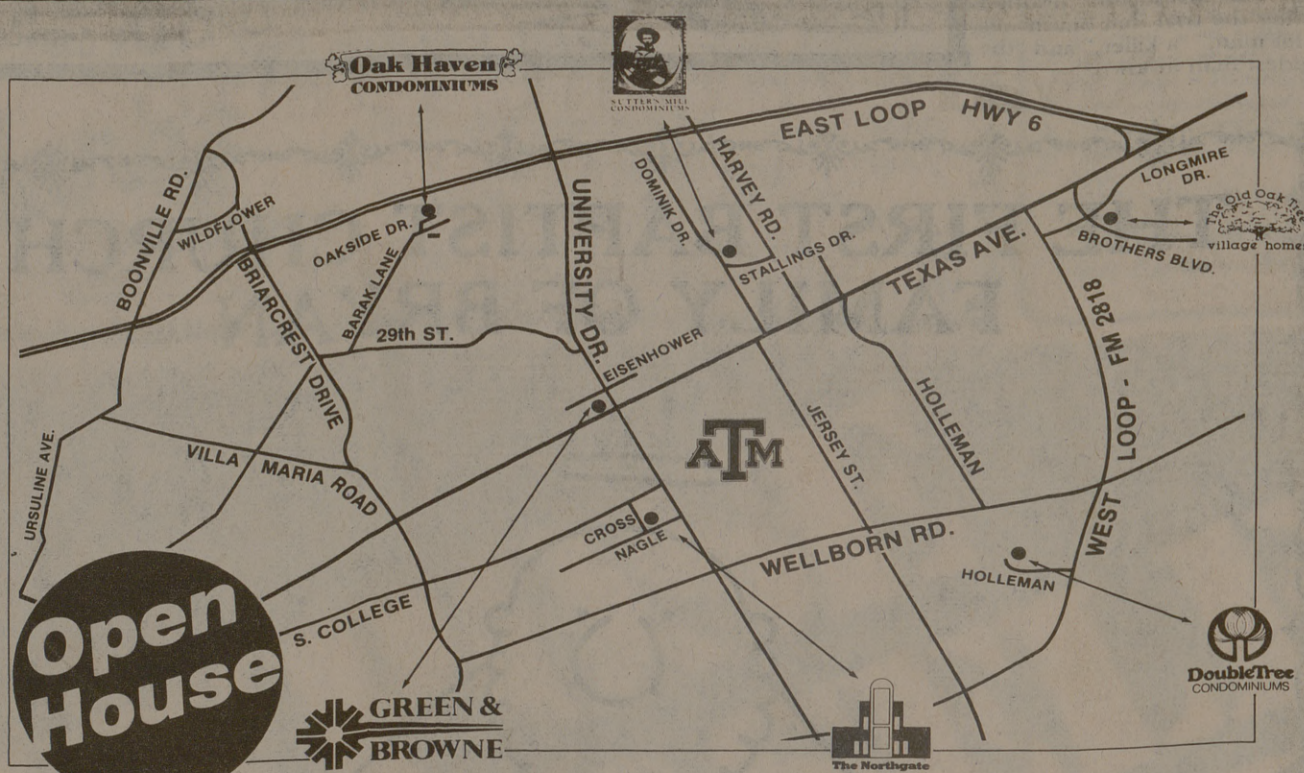 Oak Haven
CONDOMINIUMS
SUTTER'S MILL
CONDOMINIUMS
EAST LOOP HWY 6
HARVEY RD.
DOMINIK DR.
LONGMIRE
DR.
The Old Oak Tree
village homes
BROTHERS BLVD.
BOONVILLE RD.
WILDFLOWER
OAKSIDE DR.
UNIVERSITY DR.
STALLINGS DR.
TEXAS AVE.
BRIARCREST DRIVE
BARAK LANE
29th ST.
EISENHOWER
WEST LOOP - FM 2818
HOLLEMAN
JERSEY ST.
ATM
URSULINE AVE.
VILLA MARIA ROAD
CROSS
NAGLE
WELLBORN RD.
HOLLEMAN
S. COLLEGE
Open
House
GREEN &
BROWNE
The Northgate
DoubleTree
CONDOMINIUMS